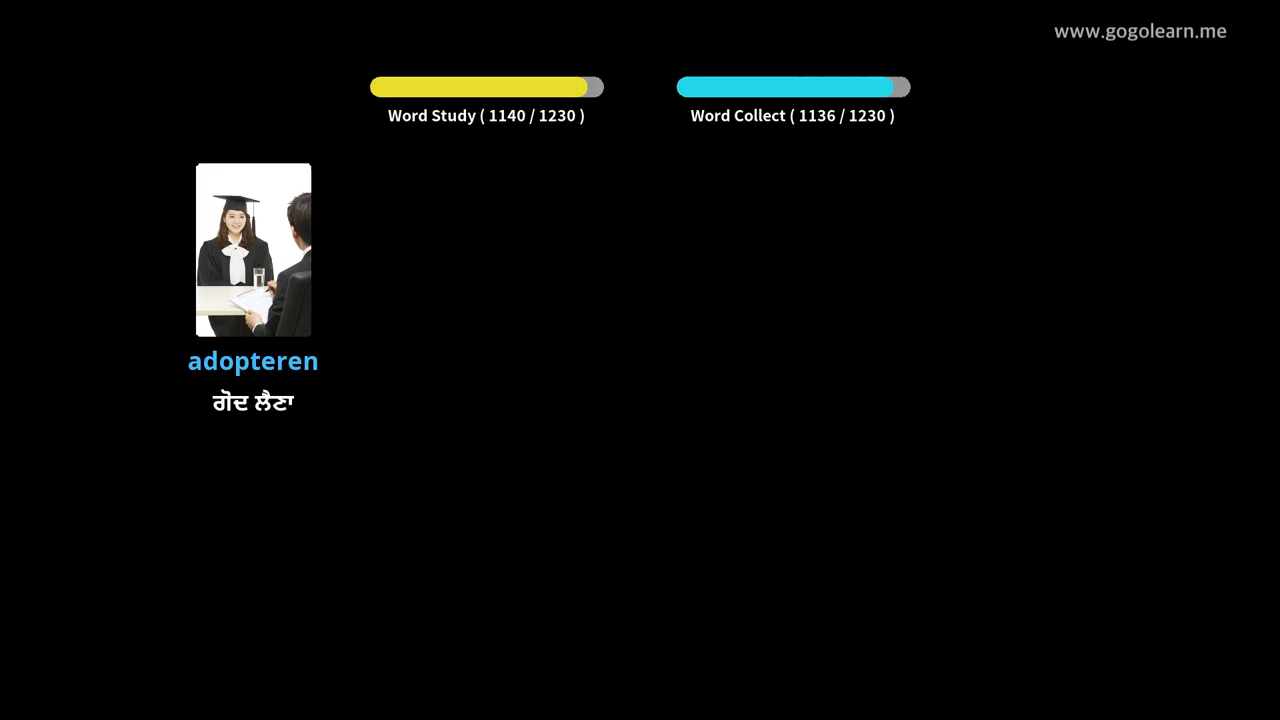 www.gogolearn.me
Word Study ( 1140 / 1230 )
Word Collect ( 1136 / 1230 )
adopteren
ਗੋਦ ਲੈਣਾ